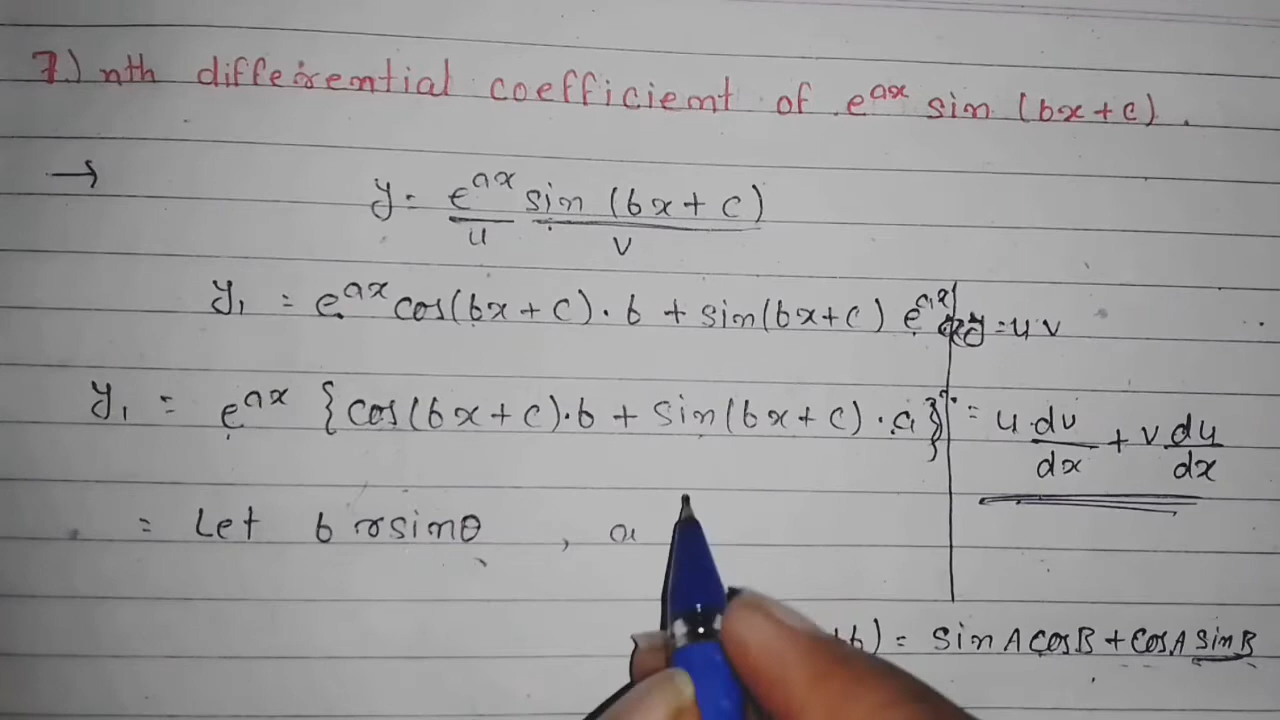 7.) nth differential coefficient of e^ax sin (bx+c).
→
y = e^ax sin (bx + c)
u v
y₁ = e^ax cos(bx + c) · b + sin(bx+c) e^ax
y = u v
y₁ = e^ax {cos(bx + c) · b + sin(bx + c) · a}
= u dv/dx + v du/dx
= Let b rsinθ , a
b) = sin A cos B + cos A sin B